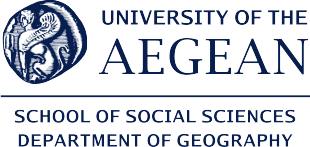 UNIVERSITY OF THE
AEGEAN
SCHOOL OF SOCIAL SCIENCES
DEPARTMENT OF GEOGRAPHY